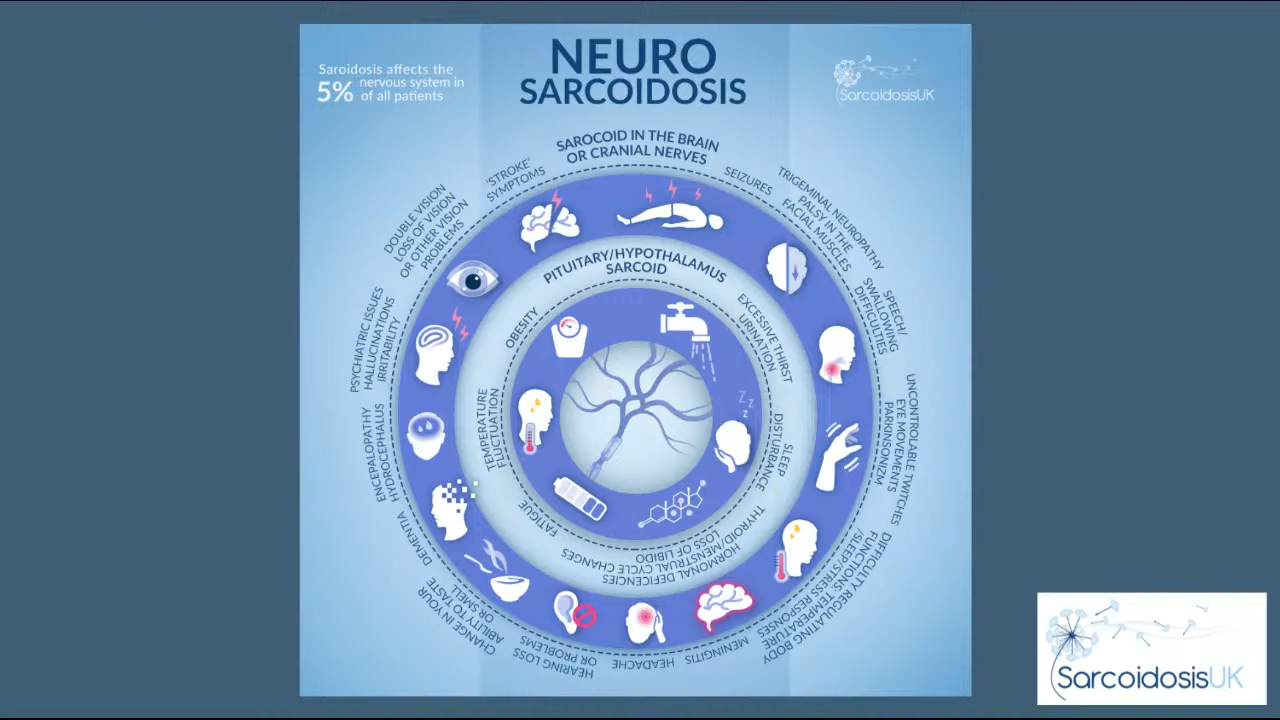 NEURO
SARCOIDOSIS
Saroidosis affects the
5% nervous system in
of all patients
SarcoidosisUK
SAROCOID IN THE BRAIN
OR CRANIAL NERVES
SEIZURES
TRIGEMINAL NEUROPATHY
PALSY IN THE
FACIAL MUSCLES
SPEECH/
SWALLOWING
DIFFICULTIES
UNCONTROLABLE TWITCHES
EYE MOVEMENTS
PARKINSONIZM
DIFFICULTY REGULATING BODY
FUNCTIONS: TEMPERATURE
/SLEEP/STRESS RESPONSES
MENINGITIS
HEADACHE
HEARING LOSS
OR PROBLEMS
CHANGE IN YOUR
ABILITY TO TASTE
OR SMELL
DEMENTIA
ENCEPALOPATHY
HYDROCEPHALUS
PSYCHIATRIC ISSUES
HALLUCINATIONS
IRRITABILITY
DOUBLE VISION
LOSS OF VISION
OR OTHER VISION
PROBLEMS
'STROKE'
SYMPTOMS
PITUITARY/HYPOTHALAMUS
SARCOID
EXCESSIVE THIRST
URINATION
SLEEP
DISTURBANCE
HORMONAL DEFICENCIES
THYROID/MENSTRUAL CYCLE CHANGES
LOSS OF LIBIDO
FATIGUE
TEMPERATURE
FLUCTUATION
OBESITY
Z Z
Z
SarcoidosisUK